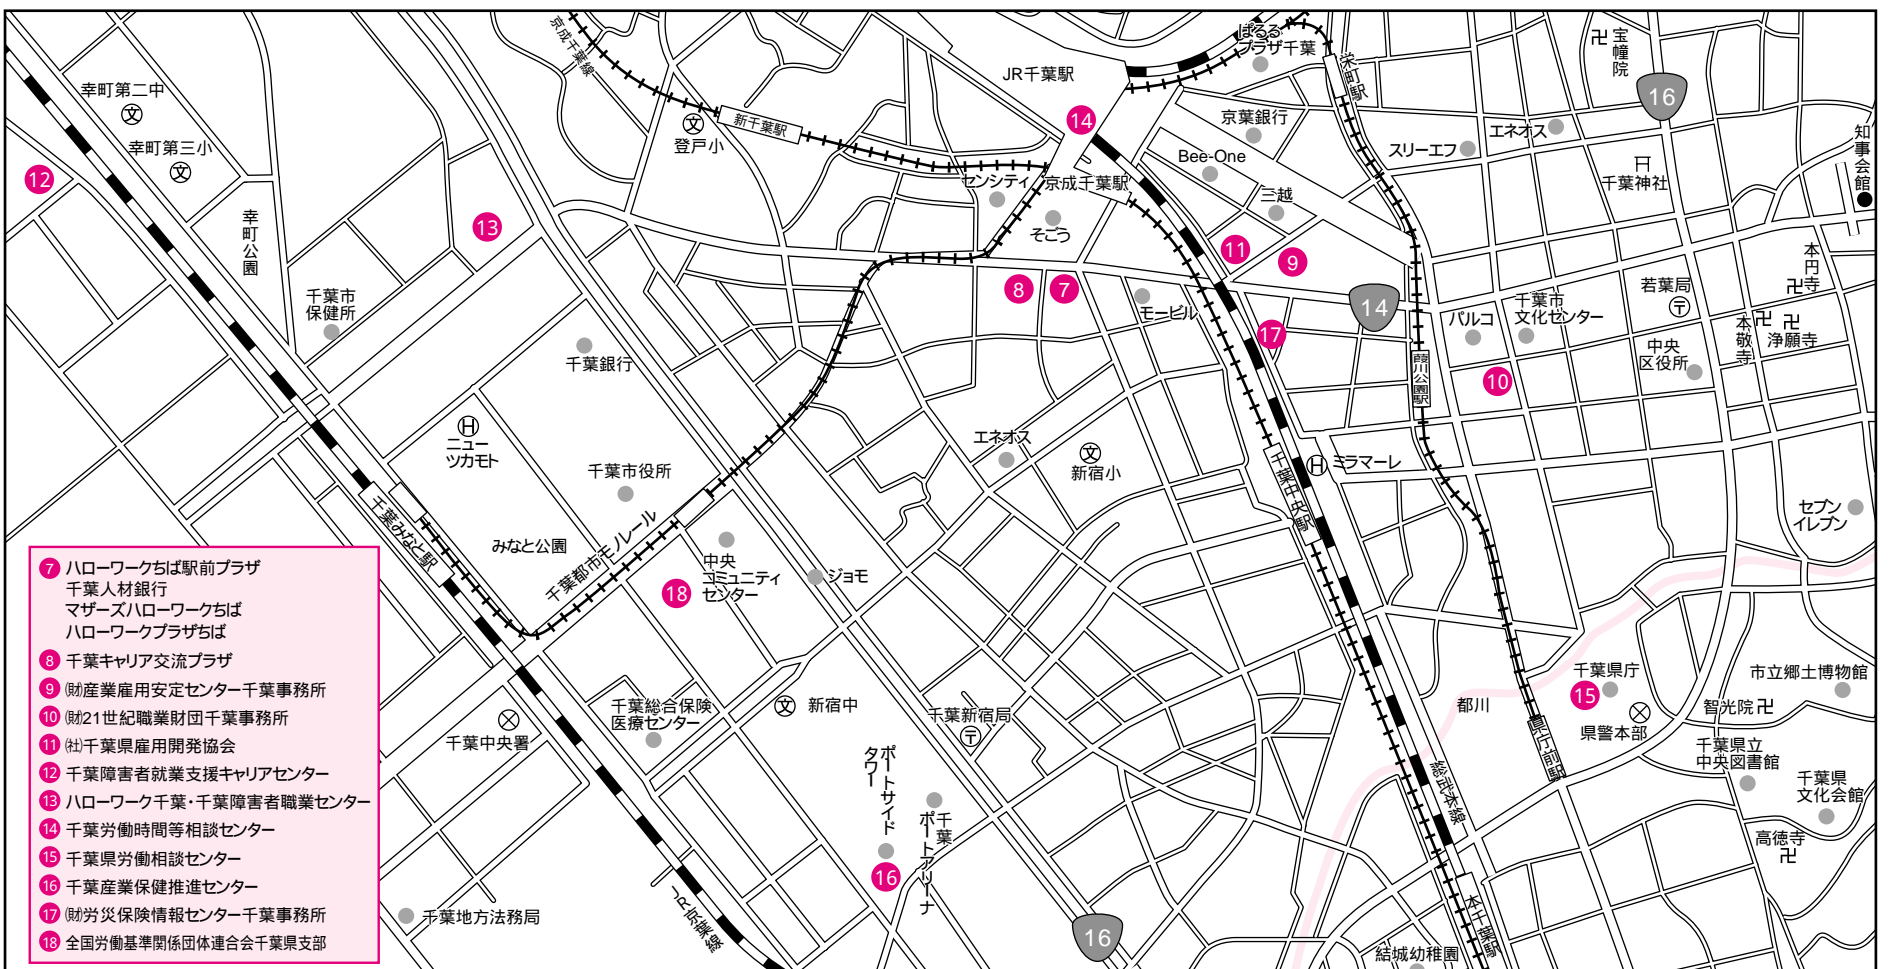 京成千葉線
ぱるる
プラザ千葉
宝幢院
JR千葉駅
栄町駅
16
幸町第二中
文
新千葉駅
文
登戸小
14
京葉銀行
エネオス
知事会館
幸町第三小
文
Bee-One
スリーエフ
12
センシティ
京成千葉駅
三越
千葉神社
13
幸町公園
そごう
11
9
本円寺
千葉市
保健所
8
7
モービル
14
千葉市
文化センター
若葉局
パルコ
本敬寺
浄願寺
17
千葉銀行
葭川公園駅
中央
区役所
10
H
ニュー
ツカモト
エネオス
文
新宿小
H
ミラマーレ
千葉中央駅
千葉市役所
セブン
イレブン
千葉みなと駅
みなと公園
千葉都市モノレール
中央
コミュニティ
センター
ジョモ
18
7 ハローワークちば駅前プラザ
千葉人材銀行
マザーズハローワークちば
ハローワークプラザちば
8 千葉キャリア交流プラザ
9 ㈶産業雇用安定センター千葉事務所
10 ㈶21世紀職業財団千葉事務所
11 ㈳千葉県雇用開発協会
12 千葉障害者就業支援キャリアセンター
13 ハローワーク千葉・千葉障害者職業センター
14 千葉労働時間等相談センター
15 千葉県労働相談センター
16 千葉産業保健推進センター
17 ㈶労災保険情報センター千葉事務所
18 全国労働基準関係団体連合会千葉県支部
千葉県庁
15
市立郷土博物館
千葉総合保険
医療センター
文
新宿中
千葉新宿局
都川
智光院
県警本部
県庁前駅
千葉中央署
ポートサイド
タワー
千葉県立
中央図書館
総武本線
千葉県
文化会館
千葉
ポートアリーナ
高徳寺
16
JR京葉線
千葉地方法務局
16
本千葉駅
結城幼稚園